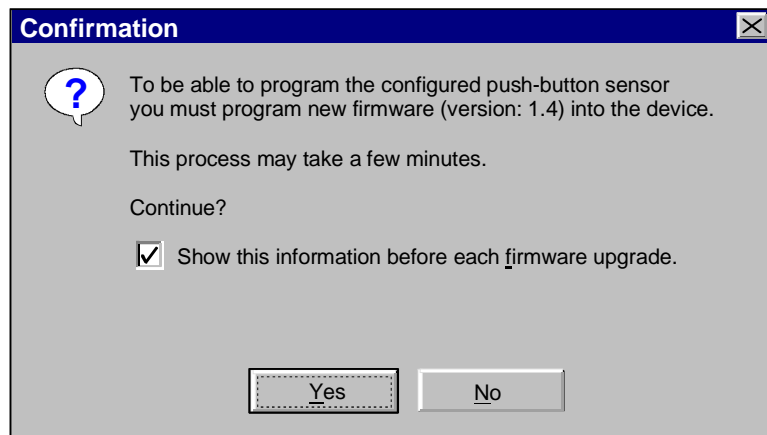 Confirmation
?
To be able to program the configured push-button sensor
you must program new firmware (version: 1.4) into the device.
This process may take a few minutes.
Continue?
Show this information before each firmware upgrade.
Yes
No